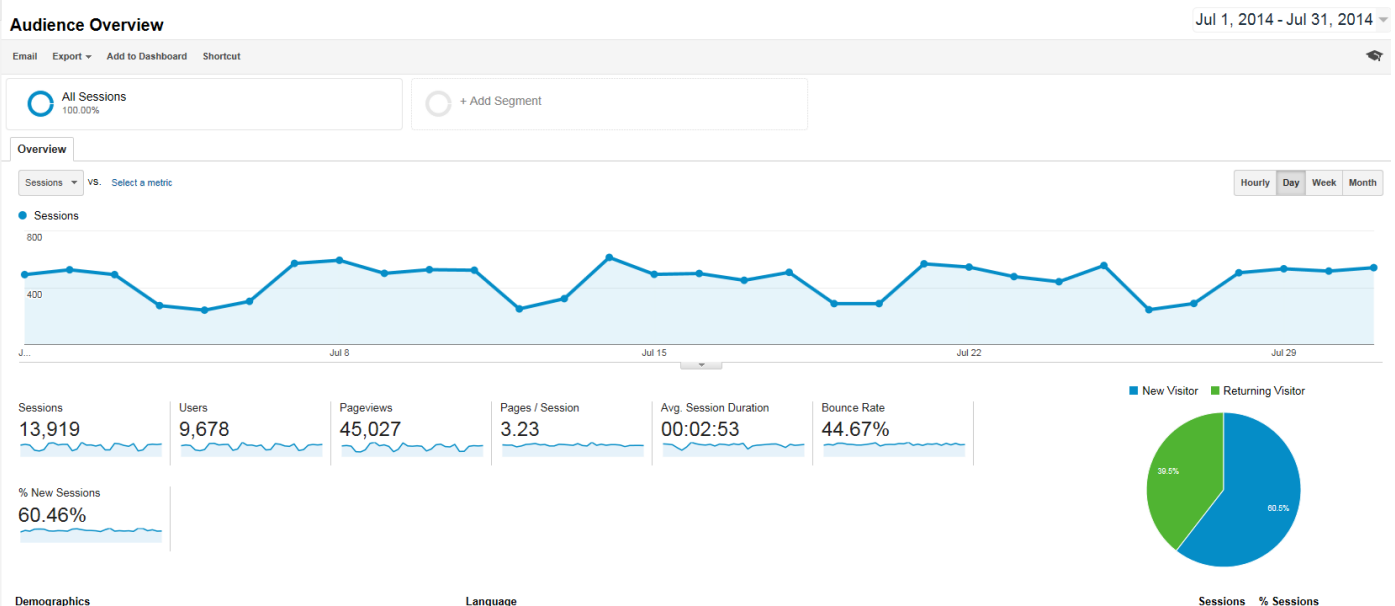 Audience Overview
Jul 1, 2014 - Jul 31, 2014
Email Export Add to Dashboard Shortcut
All Sessions
100.00%
+ Add Segment
Overview
Sessions VS. Select a metric
Hourly Day Week Month
Sessions
800
400
J... Jul 8 Jul 15 Jul 22 Jul 29
New Visitor Returning Visitor
Sessions Users Pageviews Pages / Session Avg. Session Duration Bounce Rate
13,919 9,678 45,027 3.23 00:02:53 44.67%
39.5%
60.5%
% New Sessions
60.46%
Demographics Language Sessions % Sessions